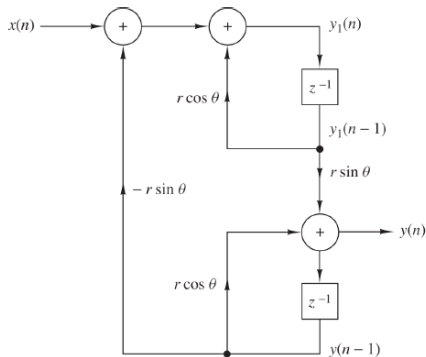 x(n)
+
+
y₁(n)
z⁻¹
r cos θ
y₁(n − 1)
r sin θ
− r sin θ
+
y(n)
r cos θ
z⁻¹
y(n − 1)